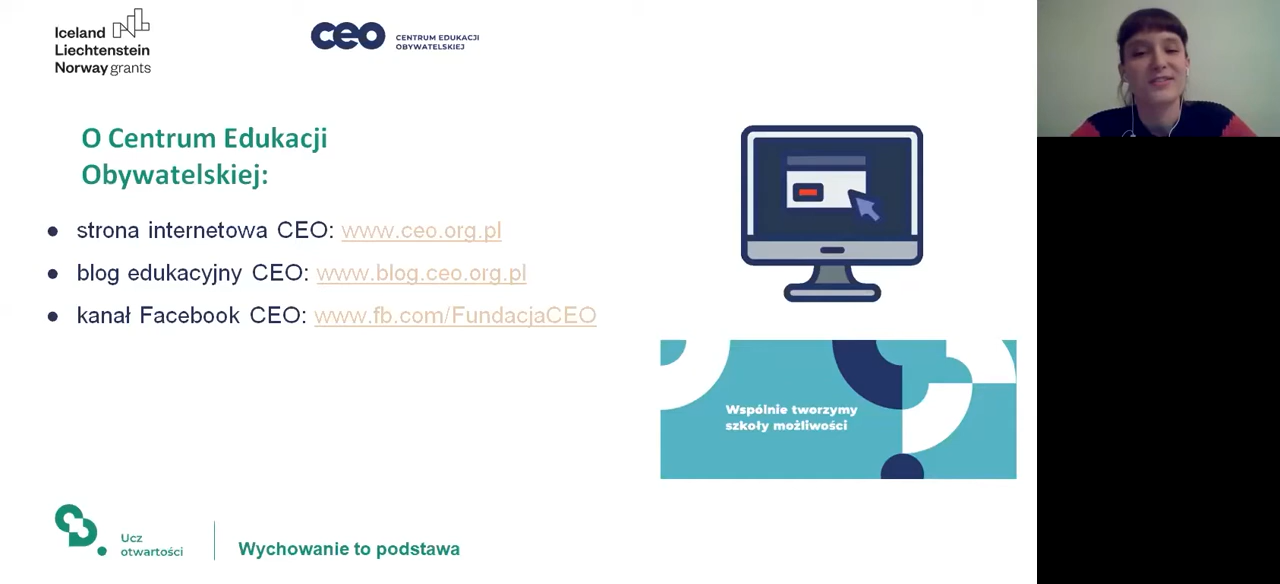 Iceland
Liechtenstein
Norway grants
ceo
CENTRUM EDUKACJI
OBYWATELSKIEJ
O Centrum Edukacji
Obywatelskiej:
● strona internetowa CEO: www.ceo.org.pl
● blog edukacyjny CEO: www.blog.ceo.org.pl
● kanał Facebook CEO: www.fb.com/FundacjaCEO
Wspólnie tworzymy
szkoły możliwości
Ucz
otwartości
Wychowanie to podstawa